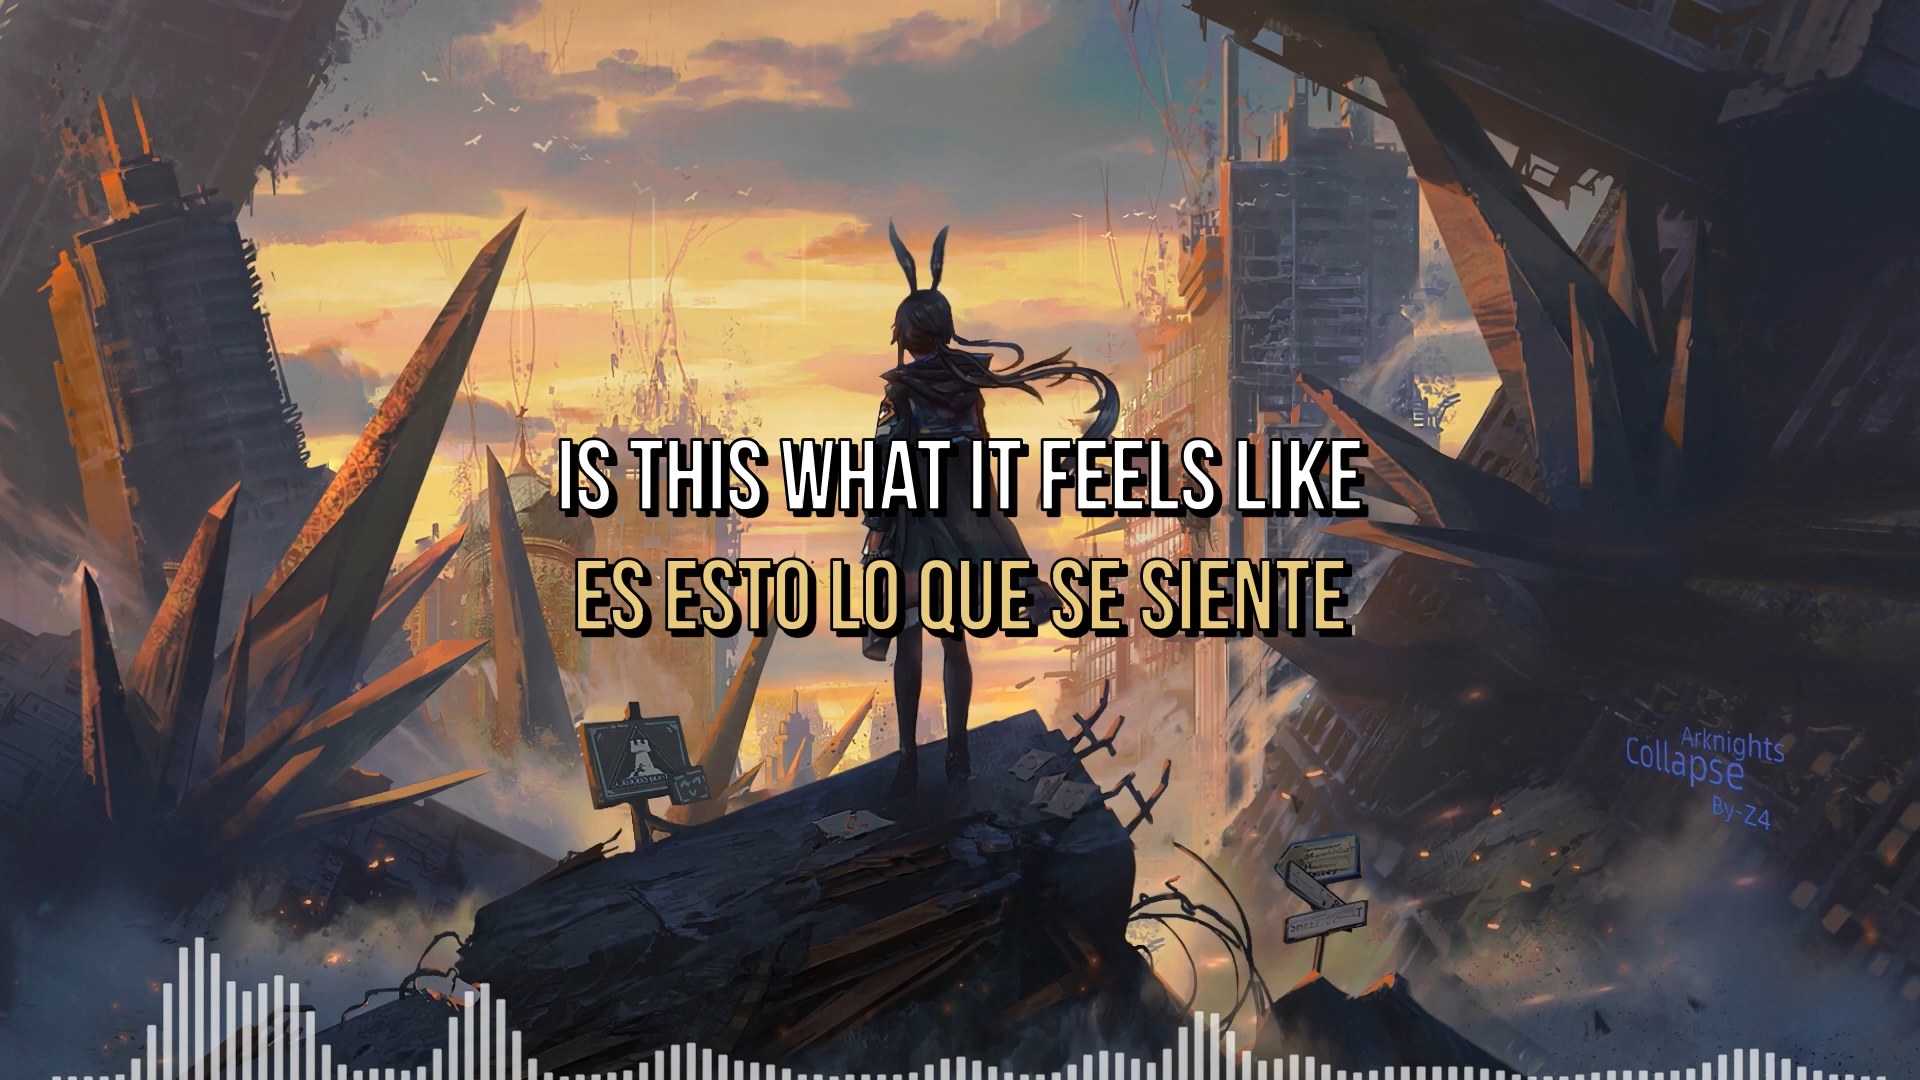 IS THIS WHAT IT FEELS LIKE
ES ESTO LO QUE SE SIENTE
Arknights
Collapse
By-Z4